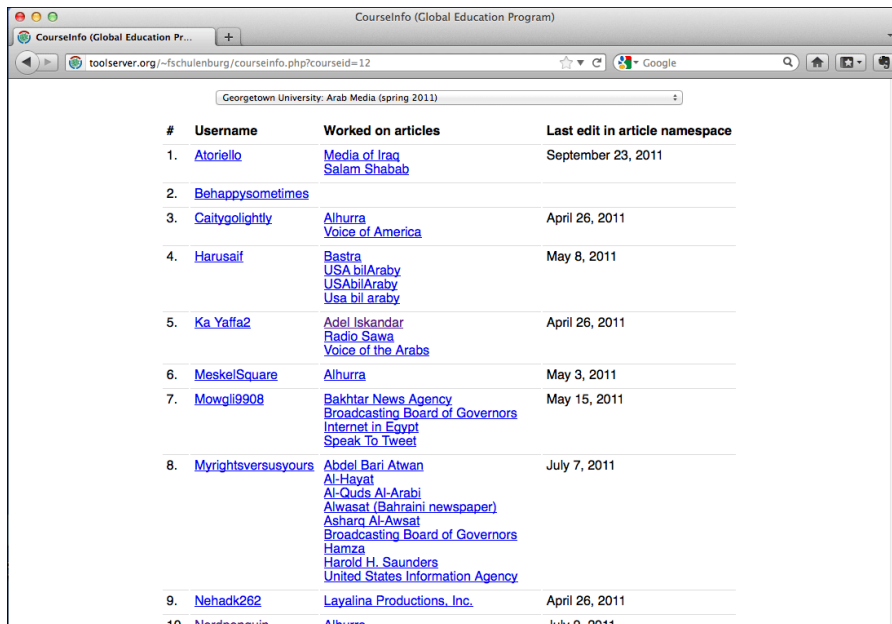 CourseInfo (Global Education Program)
CourseInfo (Global Education Pr... +
toolserver.org/~fschulenburg/courseinfo.php?courseid=12 Google
Georgetown University: Arab Media (spring 2011)
# Username Worked on articles Last edit in article namespace
1. Atoriello Media of Iraq September 23, 2011
Salam Shabab
2. Behappysometimes
3. Caitygolightly Alhurra April 26, 2011
Voice of America
4. Harusaif Bastra May 8, 2011
USA bilAraby
USAbilAraby
Usa bil araby
5. Ka Yaffa2 Adel Iskandar April 26, 2011
Radio Sawa
Voice of the Arabs
6. MeskelSquare Alhurra May 3, 2011
7. Mowgli9908 Bakhtar News Agency May 15, 2011
Broadcasting Board of Governors
Internet in Egypt
Speak To Tweet
8. Myrightsversusyours Abdel Bari Atwan July 7, 2011
Al-Hayat
Al-Quds Al-Arabi
Alwasat (Bahraini newspaper)
Asharq Al-Awsat
Broadcasting Board of Governors
Hamza
Harold H. Saunders
United States Information Agency
9. Nehadk262 Layalina Productions, Inc. April 26, 2011